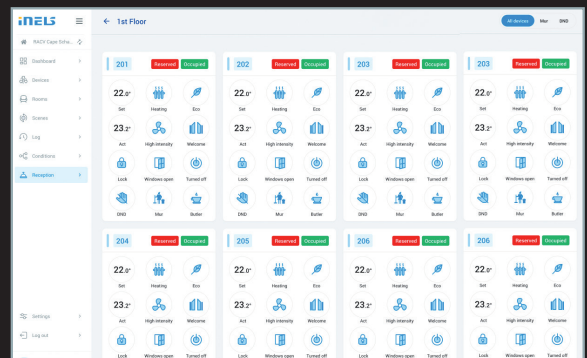 iNELS
← 1st Floor
All devices Mur DND
RACV Cape Scha...
Dashboard
Devices
Rooms
Scenes
Log
Conditions
Reception
Settings
Log out
201 Reserved Occupied
202 Reserved Occupied
203 Reserved Occupied
203 Reserved Occupied
22.0° 22.0° 22.0° 22.0°
Set Heating Eco Set Heating Eco Set Heating Eco Set Heating Eco
23.2° 23.2° 23.2° 23.2°
Act High intensity Welcome Act High intensity Welcome Act High intensity Welcome Act High intensity Welcome
Lock Windows open Turned off Lock Windows open Turned off Lock Windows open Turned off Lock Windows open Turned off
DND Mur Butler DND Mur Butler DND Mur Butler DND Mur Butler
204 Reserved Occupied
205 Reserved Occupied
206 Reserved Occupied
206 Reserved Occupied
22.0° 22.0° 22.0° 22.0°
Set Heating Eco Set Heating Eco Set Heating Eco Set Heating Eco
23.2° 23.2° 23.2° 23.2°
Act High intensity Welcome Act High intensity Welcome Act High intensity Welcome Act High intensity Welcome
Lock Windows open Turned off Lock Windows open Turned off Lock Windows open Turned off Lock Windows open Turned off